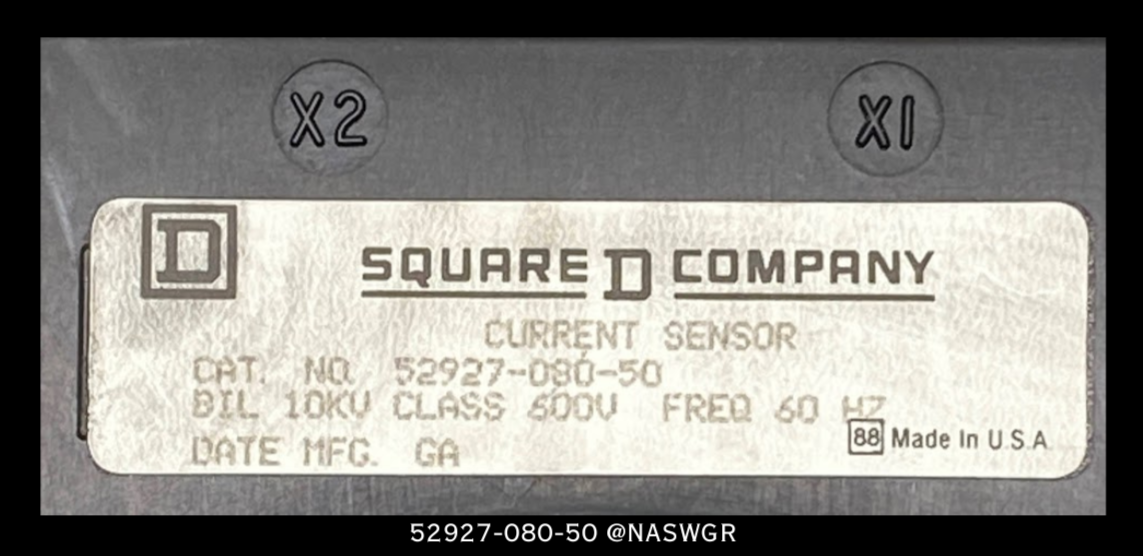 X2 X1
D
SQUARE D COMPANY
CURRENT SENSOR
CAT. NO. 52927-080-50
BIL 10KV CLASS 600V FREQ 60 HZ
88 Made In U.S.A.
DATE MFG. GA
52927-080-50 @NASWGR